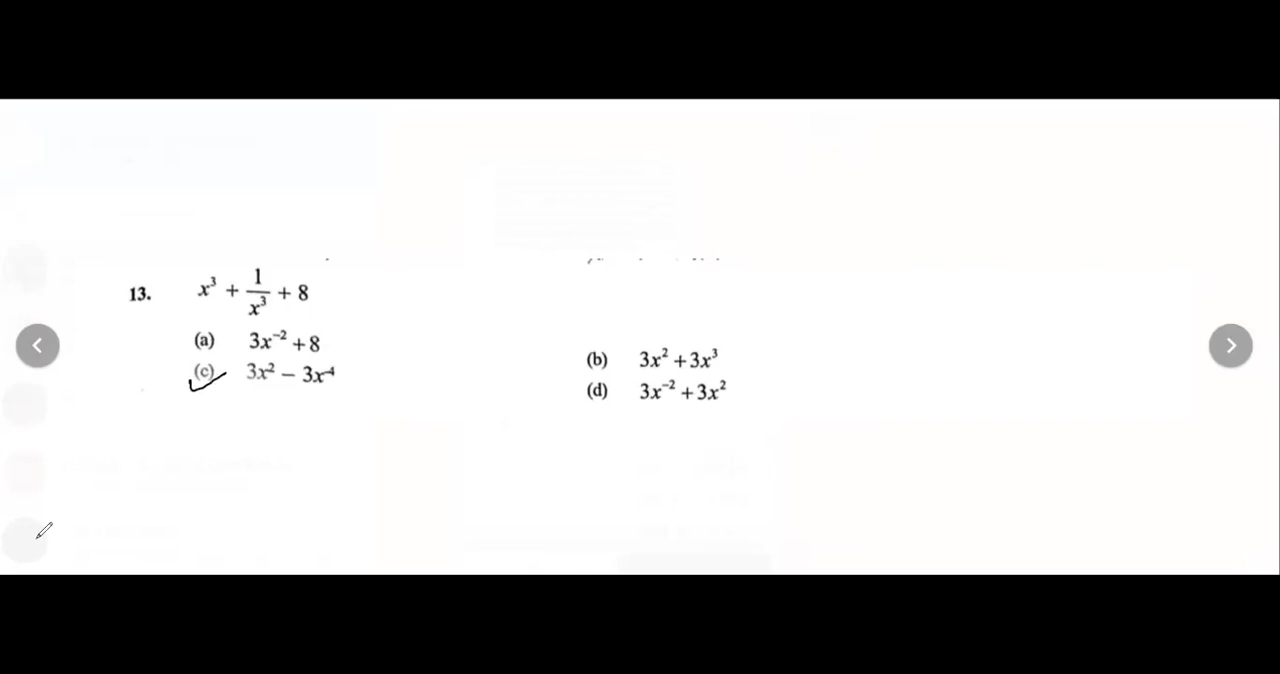 13. x³ + 1/x³ + 8
(a) 3x⁻² + 8
(b) 3x² + 3x³
(c) 3x² – 3x⁻⁴
(d) 3x⁻² + 3x²